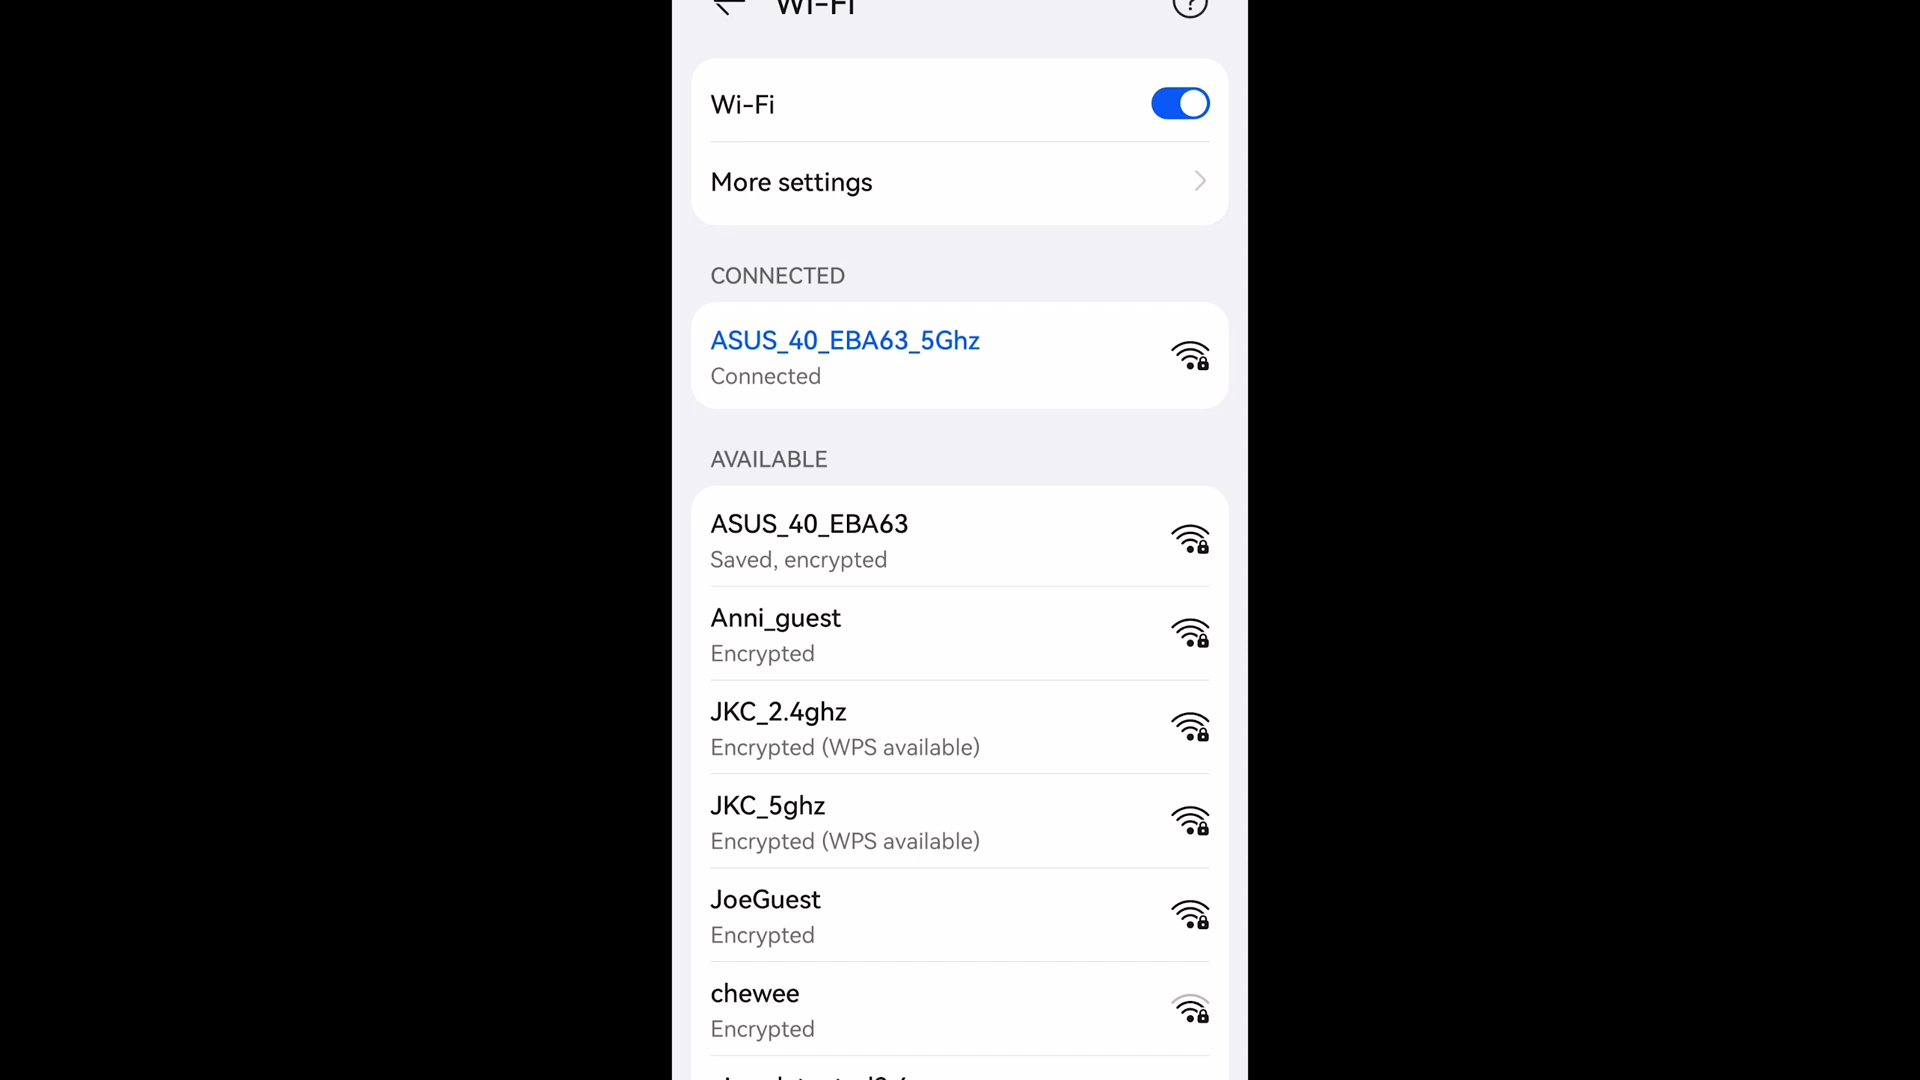 Wi-Fi
Wi-Fi
More settings
CONNECTED
ASUS_40_EBA63_5Ghz
Connected
AVAILABLE
ASUS_40_EBA63
Saved, encrypted
Anni_guest
Encrypted
JKC_2.4ghz
Encrypted (WPS available)
JKC_5ghz
Encrypted (WPS available)
JoeGuest
Encrypted
chewee
Encrypted